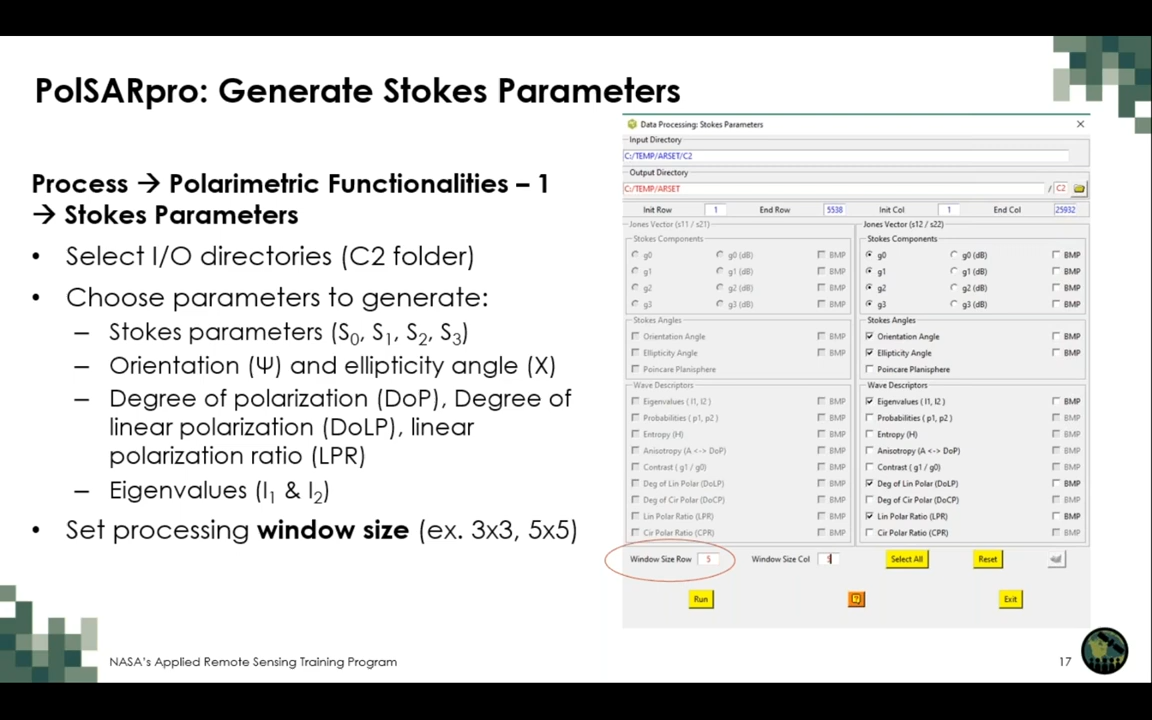 PolSARpro: Generate Stokes Parameters
Process → Polarimetric Functionalities – 1
→ Stokes Parameters
• Select I/O directories (C2 folder)
• Choose parameters to generate:
– Stokes parameters (S0, S1, S2, S3)
– Orientation (Ψ) and ellipticity angle (Χ)
– Degree of polarization (DoP), Degree of
linear polarization (DoLP), linear
polarization ratio (LPR)
– Eigenvalues (l1 & l2)
• Set processing window size (ex. 3x3, 5x5)
Data Processing: Stokes Parameters
Input Directory
C:/TEMP/ARSET/C2
Output Directory
C:/TEMP/ARSET / C2
Init Row 1 End Row 5538 Init Col 1 End Col 25932
Jones Vector (s11 / s21)
Stokes Components
g0 g0 (dB) BMP
g1 g1 (dB) BMP
g2 g2 (dB) BMP
g3 g3 (dB) BMP
Stokes Angles
Orientation Angle BMP
Ellipticity Angle BMP
Poincare Planisphere
Wave Descriptors
Eigenvalues ( l1, l2 ) BMP
Probabilities ( p1, p2 ) BMP
Entropy (H) BMP
Anisotropy (A <-> DoP) BMP
Contrast ( g1 / g0) BMP
Deg of Lin Polar (DoLP) BMP
Deg of Cir Polar (DoCP) BMP
Lin Polar Ratio (LPR) BMP
Cir Polar Ratio (CPR) BMP
Jones Vector (s12 / s22)
Stokes Components
g0 g0 (dB) BMP
g1 g1 (dB) BMP
g2 g2 (dB) BMP
g3 g3 (dB) BMP
Stokes Angles
Orientation Angle BMP
Ellipticity Angle BMP
Poincare Planisphere
Wave Descriptors
Eigenvalues ( l1, l2 ) BMP
Probabilities ( p1, p2 ) BMP
Entropy (H) BMP
Anisotropy (A <-> DoP) BMP
Contrast ( g1 / g0) BMP
Deg of Lin Polar (DoLP) BMP
Deg of Cir Polar (DoCP) BMP
Lin Polar Ratio (LPR) BMP
Cir Polar Ratio (CPR) BMP
Window Size Row 5 Window Size Col Select All Reset
Run ? Exit
NASA's Applied Remote Sensing Training Program
17